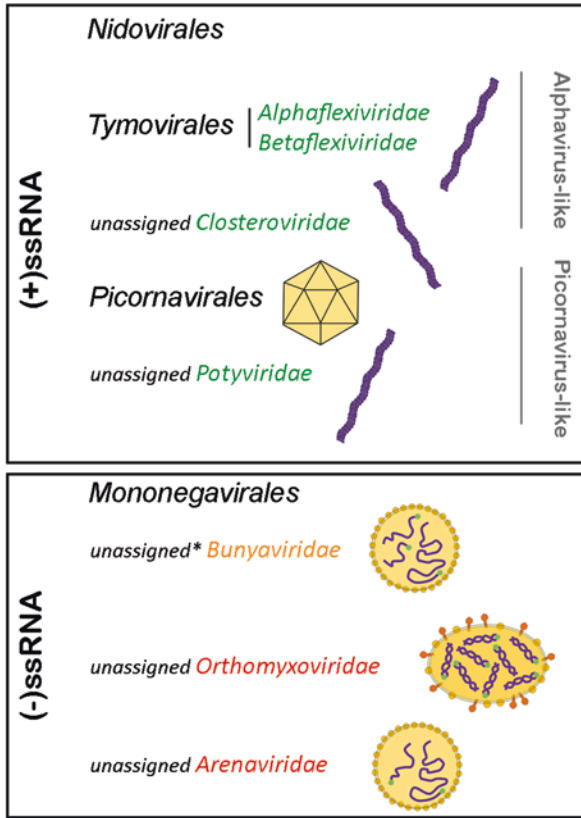 Nidovirales
Tymovirales
Alphaflexiviridae
Betaflexiviridae
unassigned Closteroviridae
Picornavirales
unassigned Potyviridae
(+)ssRNA
Alphavirus-like
Picornavirus-like
Mononegavirales
unassigned* Bunyaviridae
unassigned Orthomyxoviridae
unassigned Arenaviridae
(-)ssRNA